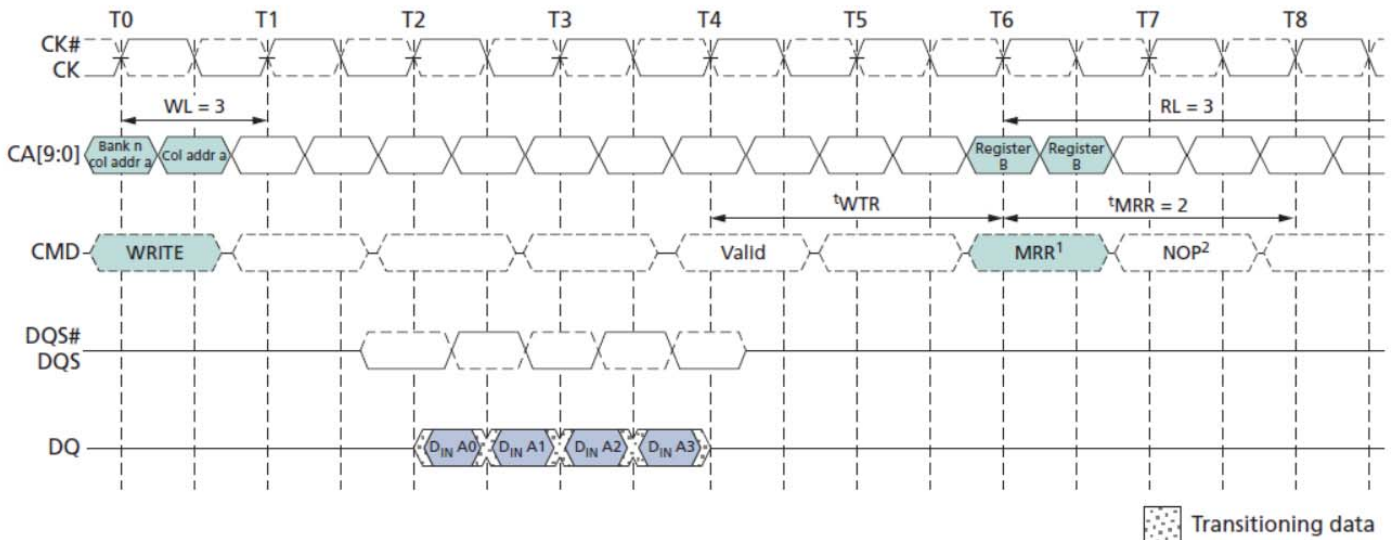 T0 T1 T2 T3 T4 T5 T6 T7 T8
CK#
CK
WL = 3 RL = 3
CA[9:0] Bank n col addr a Col addr a Register B Register B
tWTR tMRR = 2
CMD WRITE Valid MRR1 NOP2
DQS#
DQS
DQ DIN A0 DIN A1 DIN A2 DIN A3
Transitioning data